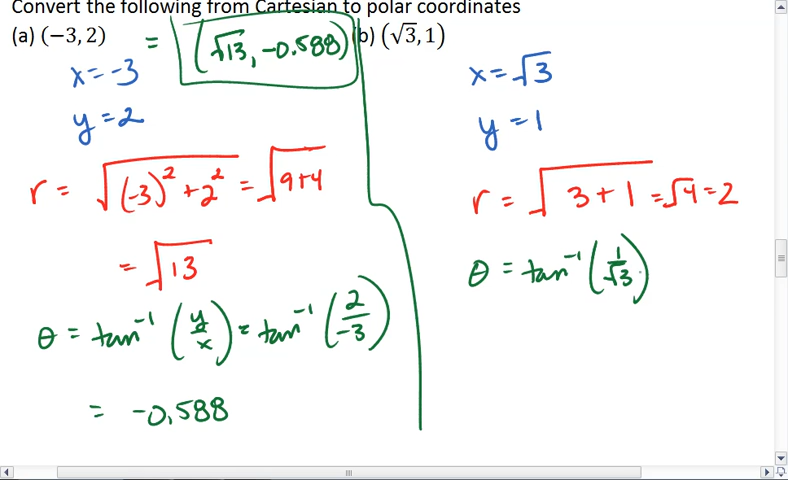 Convert the following from Cartesian to polar coordinates
(a) (−3, 2) = (√13, -0.588)
x = -3
y = 2
r = √((-3)² + 2²) = √(9+4)
= √13
θ = tan⁻¹(y/x) = tan⁻¹(2/-3)
= -0.588
(b) (√3, 1)
x = √3
y = 1
r = √(3 + 1) = √4 = 2
θ = tan⁻¹(1/√3)